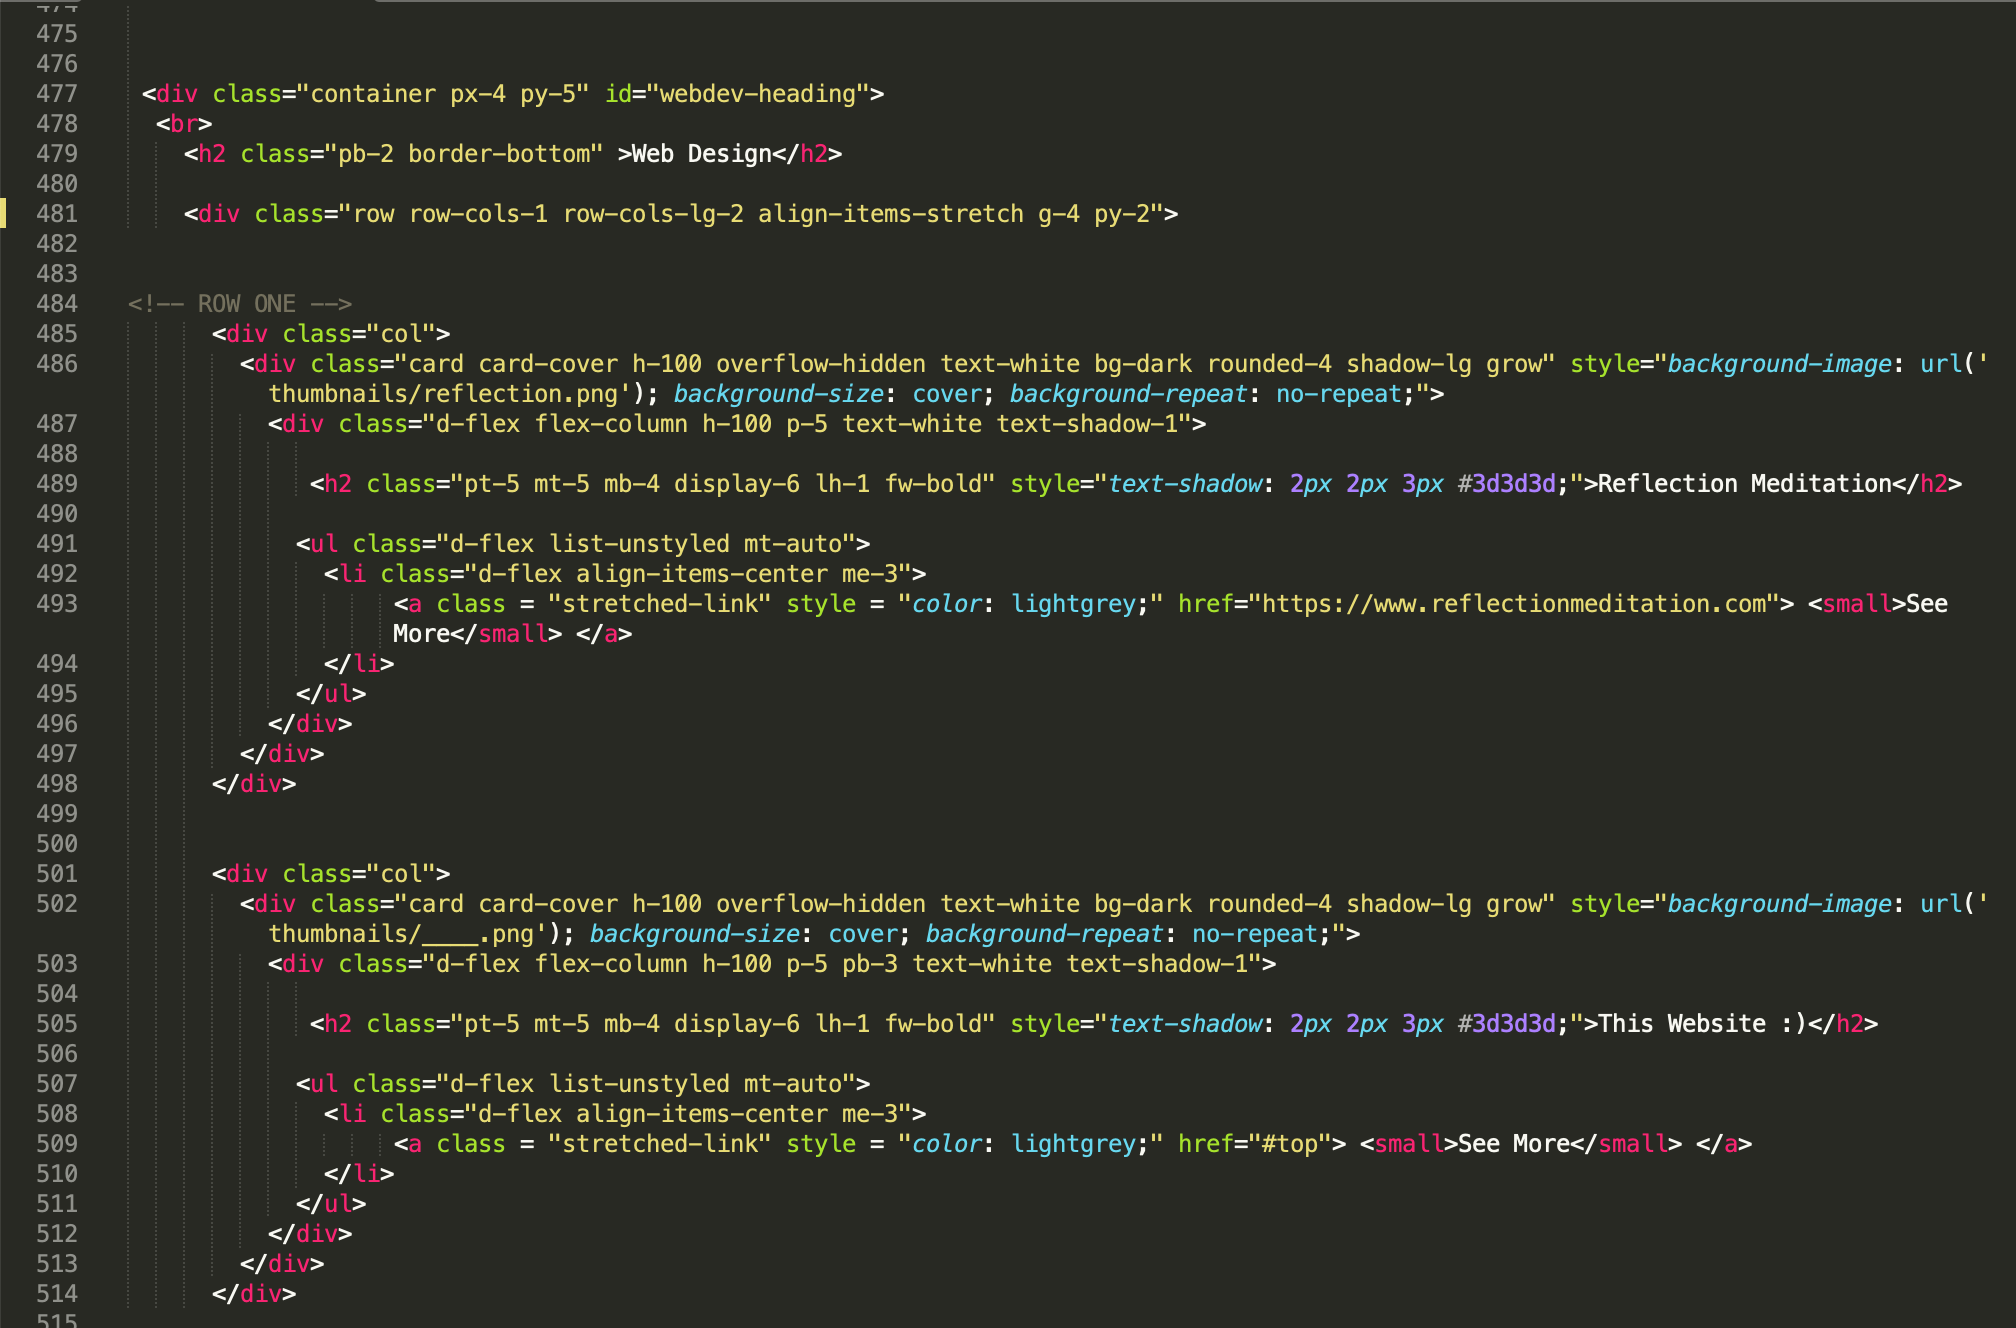 475
476
477 <div class="container px-4 py-5" id="webdev-heading">
478 <br>
479 <h2 class="pb-2 border-bottom" >Web Design</h2>
480
481 <div class="row row-cols-1 row-cols-lg-2 align-items-stretch g-4 py-2">
482
483
484 <!-- ROW ONE -->
485 <div class="col">
486 <div class="card card-cover h-100 overflow-hidden text-white bg-dark rounded-4 shadow-lg grow" style="background-image: url('
thumbnails/reflection.png'); background-size: cover; background-repeat: no-repeat;">
487 <div class="d-flex flex-column h-100 p-5 text-white text-shadow-1">
488
489 <h2 class="pt-5 mt-5 mb-4 display-6 lh-1 fw-bold" style="text-shadow: 2px 2px 3px #3d3d3d;">Reflection Meditation</h2>
490
491 <ul class="d-flex list-unstyled mt-auto">
492 <li class="d-flex align-items-center me-3">
493 <a class = "stretched-link" style = "color: lightgrey;" href="https://www.reflectionmeditation.com"> <small>See
More</small> </a>
494 </li>
495 </ul>
496 </div>
497 </div>
498 </div>
499
500
501 <div class="col">
502 <div class="card card-cover h-100 overflow-hidden text-white bg-dark rounded-4 shadow-lg grow" style="background-image: url('
thumbnails/____.png'); background-size: cover; background-repeat: no-repeat;">
503 <div class="d-flex flex-column h-100 p-5 pb-3 text-white text-shadow-1">
504
505 <h2 class="pt-5 mt-5 mb-4 display-6 lh-1 fw-bold" style="text-shadow: 2px 2px 3px #3d3d3d;">This Website :)</h2>
506
507 <ul class="d-flex list-unstyled mt-auto">
508 <li class="d-flex align-items-center me-3">
509 <a class = "stretched-link" style = "color: lightgrey;" href="#top"> <small>See More</small> </a>
510 </li>
511 </ul>
512 </div>
513 </div>
514 </div>
515